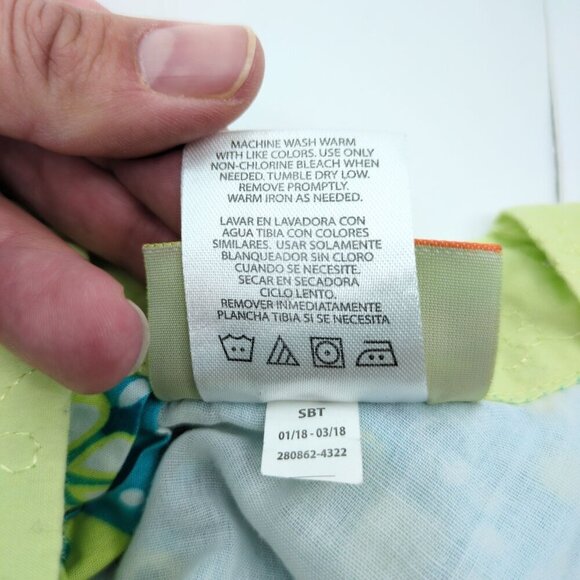 MACHINE WASH WARM
WITH LIKE COLORS. USE ONLY
NON-CHLORINE BLEACH WHEN
NEEDED. TUMBLE DRY LOW.
REMOVE PROMPTLY.
WARM IRON AS NEEDED.
LAVAR EN LAVADORA CON
AGUA TIBIA CON COLORES
SIMILARES. USAR SOLAMENTE
BLANQUEADOR SIN CLORO
CUANDO SE NECESITE.
SECAR EN SECADORA
CICLO LENTO.
REMOVER INMEDIATAMENTE
PLANCHA TIBIA SI SE NECESITA
SBT
01/18 - 03/18
280862-4322